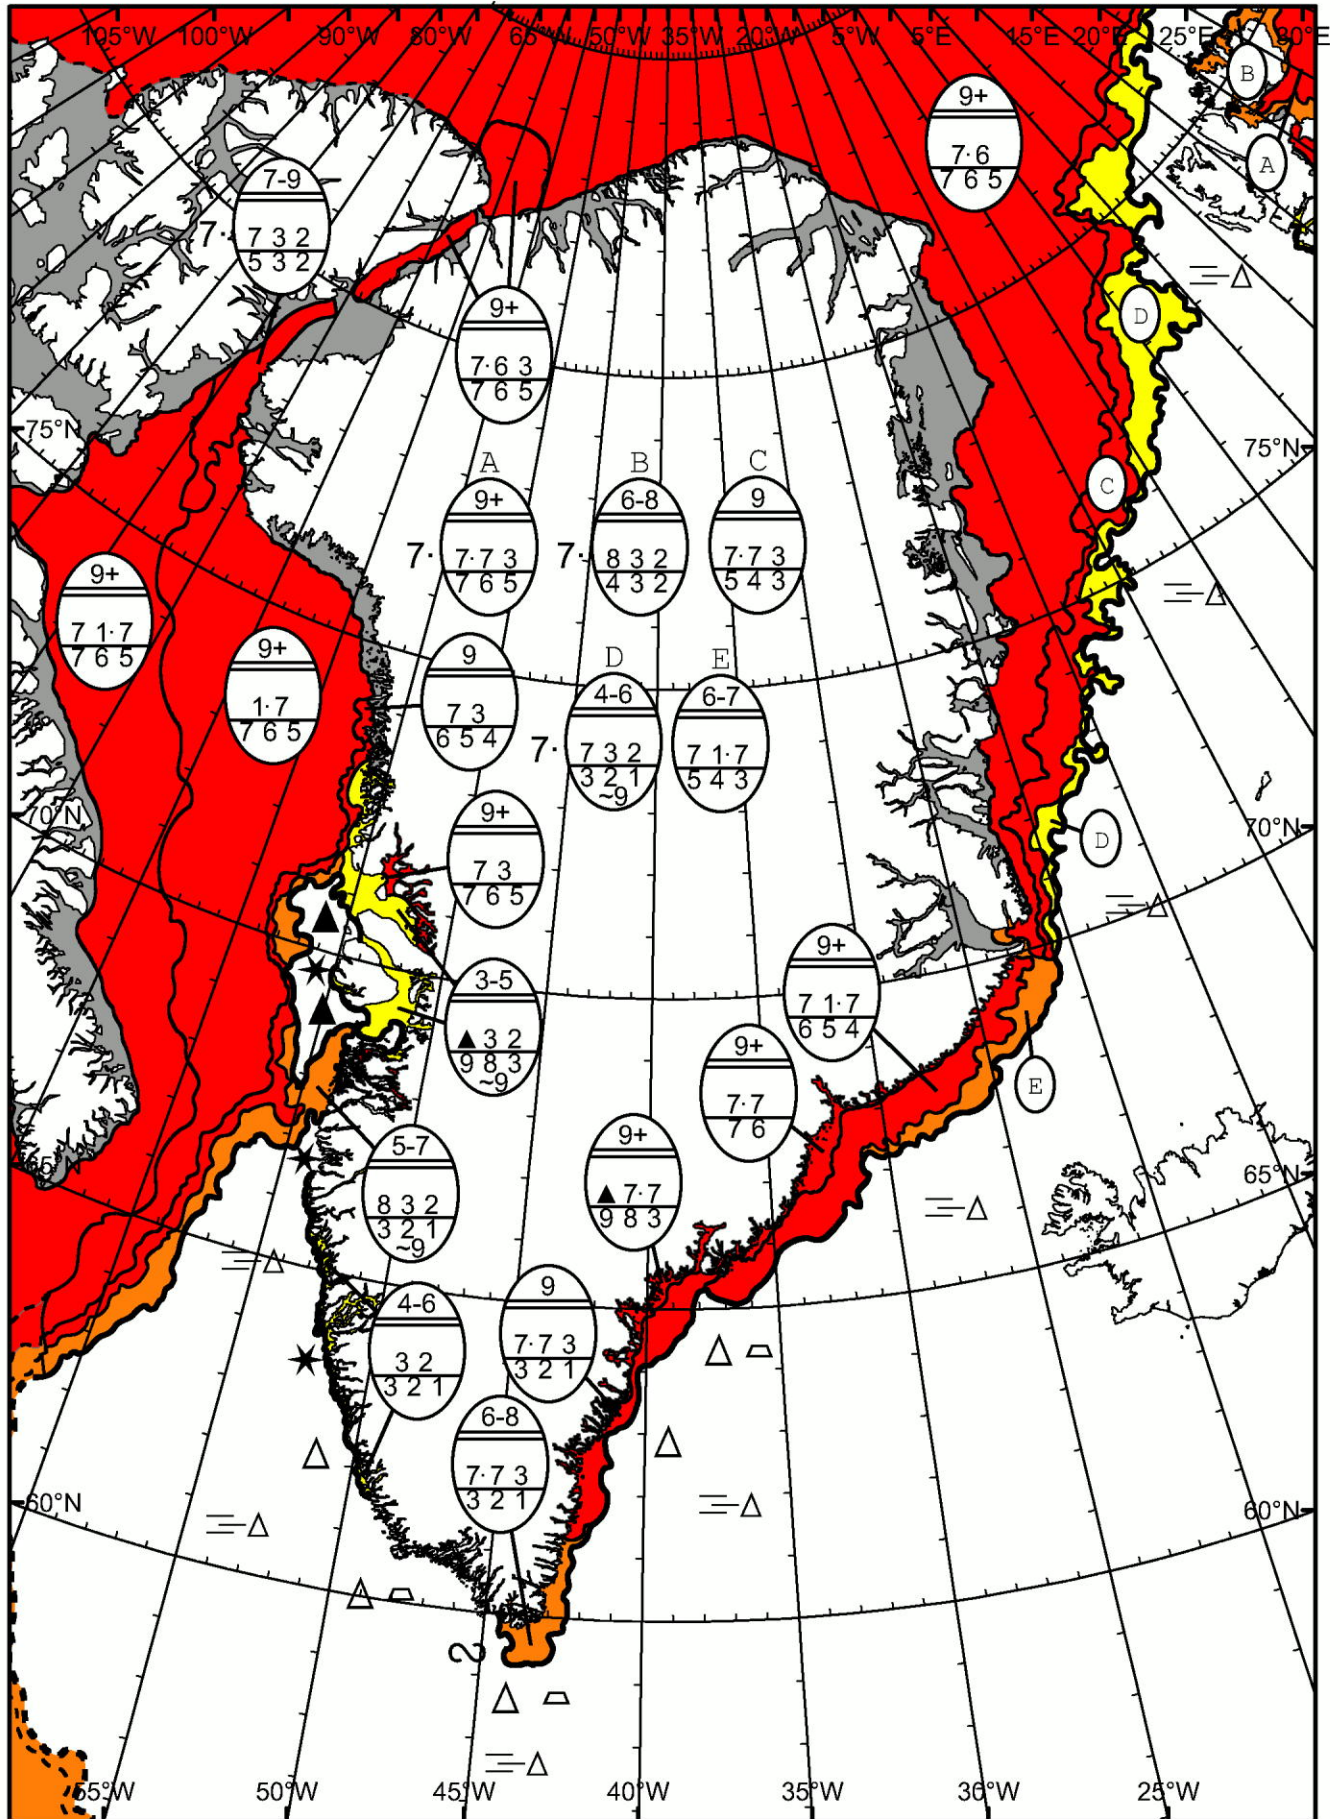 105°W 100°W 90°W 80°W 65°W 50°W 35°W 20°W 5°W 5°E 15°E 20°E 25°E 30°E
B
A
9+
7·6
7 6 5
7-9
7· 7 3 2
5 3 2
9+
7·6 3
7 6 5
D
75°N
75°N
A
9+
7· 7·7 3
7 6 5
B
6-8
7· 8 3 2
4 3 2
C
9
7·7 3
5 4 3
C
9+
7 1·7
7 6 5
9+
1·7
7 6 5
9
7 3
6 5 4
D
4-6
7· 7 3 2
3 2 1
~9
E
6-7
7 1·7
5 4 3
70°N
70°N
D
9+
7 3
7 6 5
3-5
▲ 3 2
9 8 3
~9
9+
7 1·7
6 5 4
9+
7·7
7 6
E
65°N
65°N
5-7
8 3 2
3 2 1
~9
9+
▲ 7·7
9 8 3
4-6
3 2
3 2 1
9
7·7 3
3 2 1
6-8
7·7 3
3 2 1
60°N
60°N
55°W 50°W 45°W 40°W 35°W 30°W 25°W